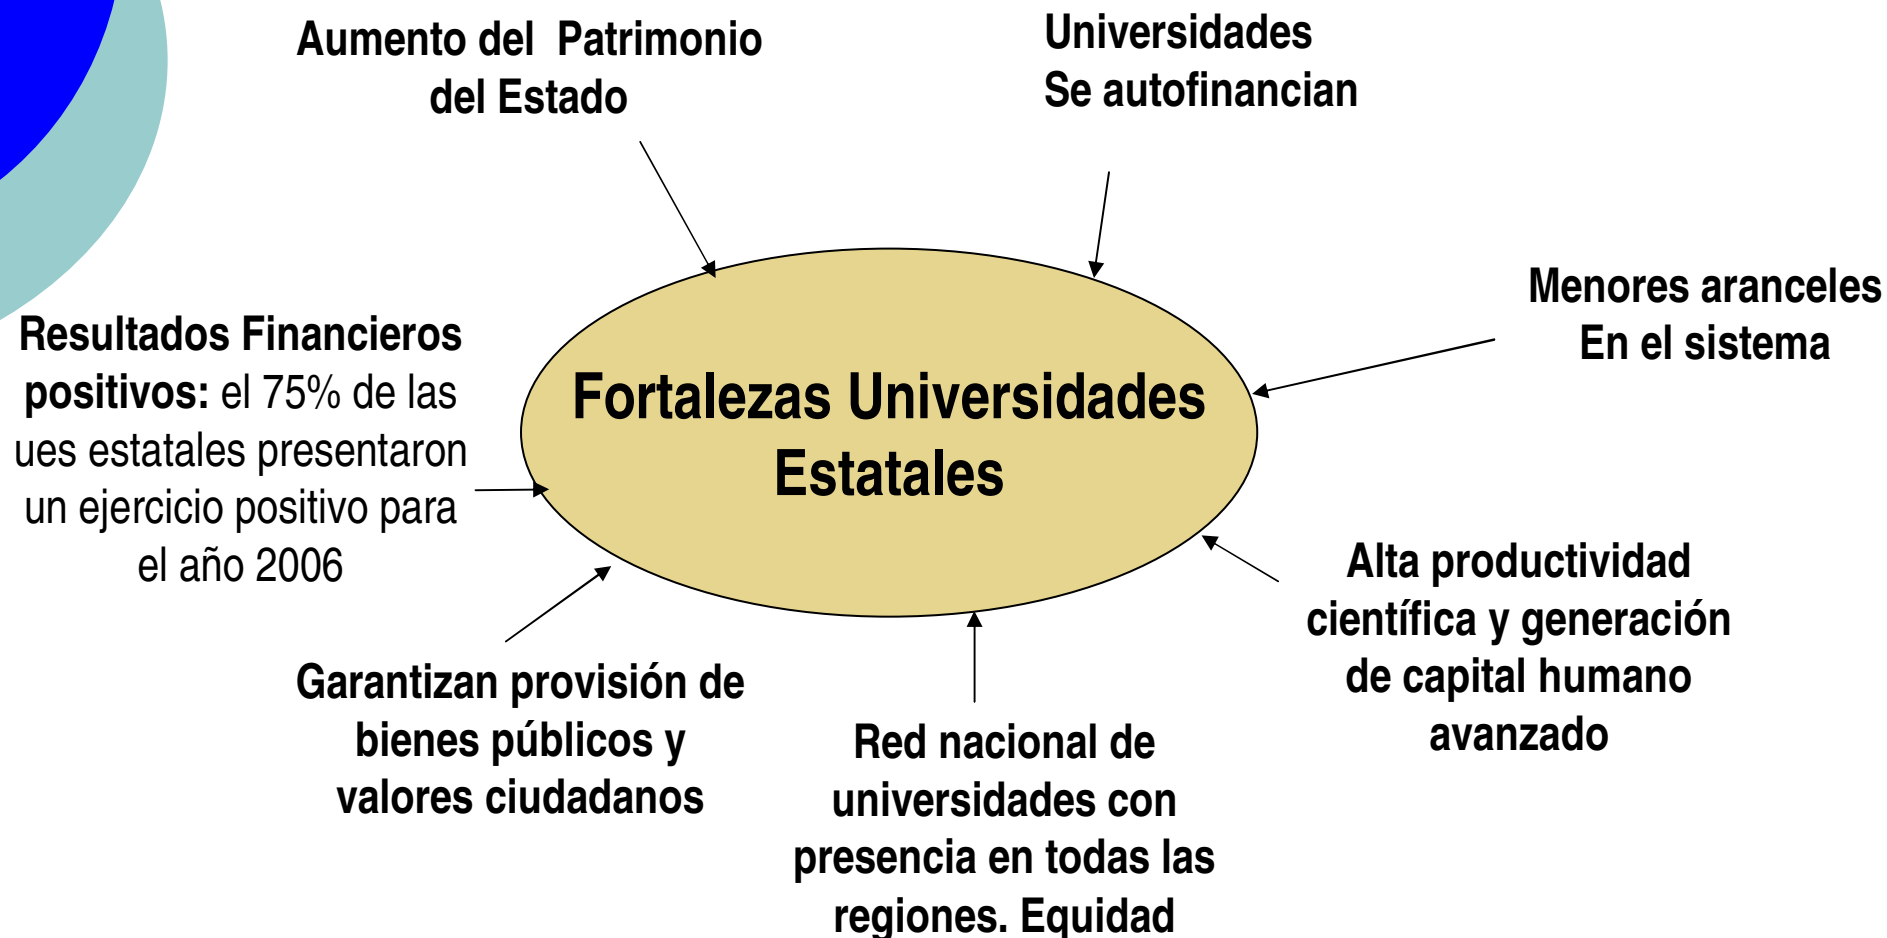 Aumento del Patrimonio
del Estado
Universidades
Se autofinancian
Menores aranceles
En el sistema
Resultados Financieros
positivos: el 75% de las
ues estatales presentaron
un ejercicio positivo para
el año 2006
Fortalezas Universidades
Estatales
Alta productividad
científica y generación
de capital humano
avanzado
Garantizan provisión de
bienes públicos y
valores ciudadanos
Red nacional de
universidades con
presencia en todas las
regiones. Equidad